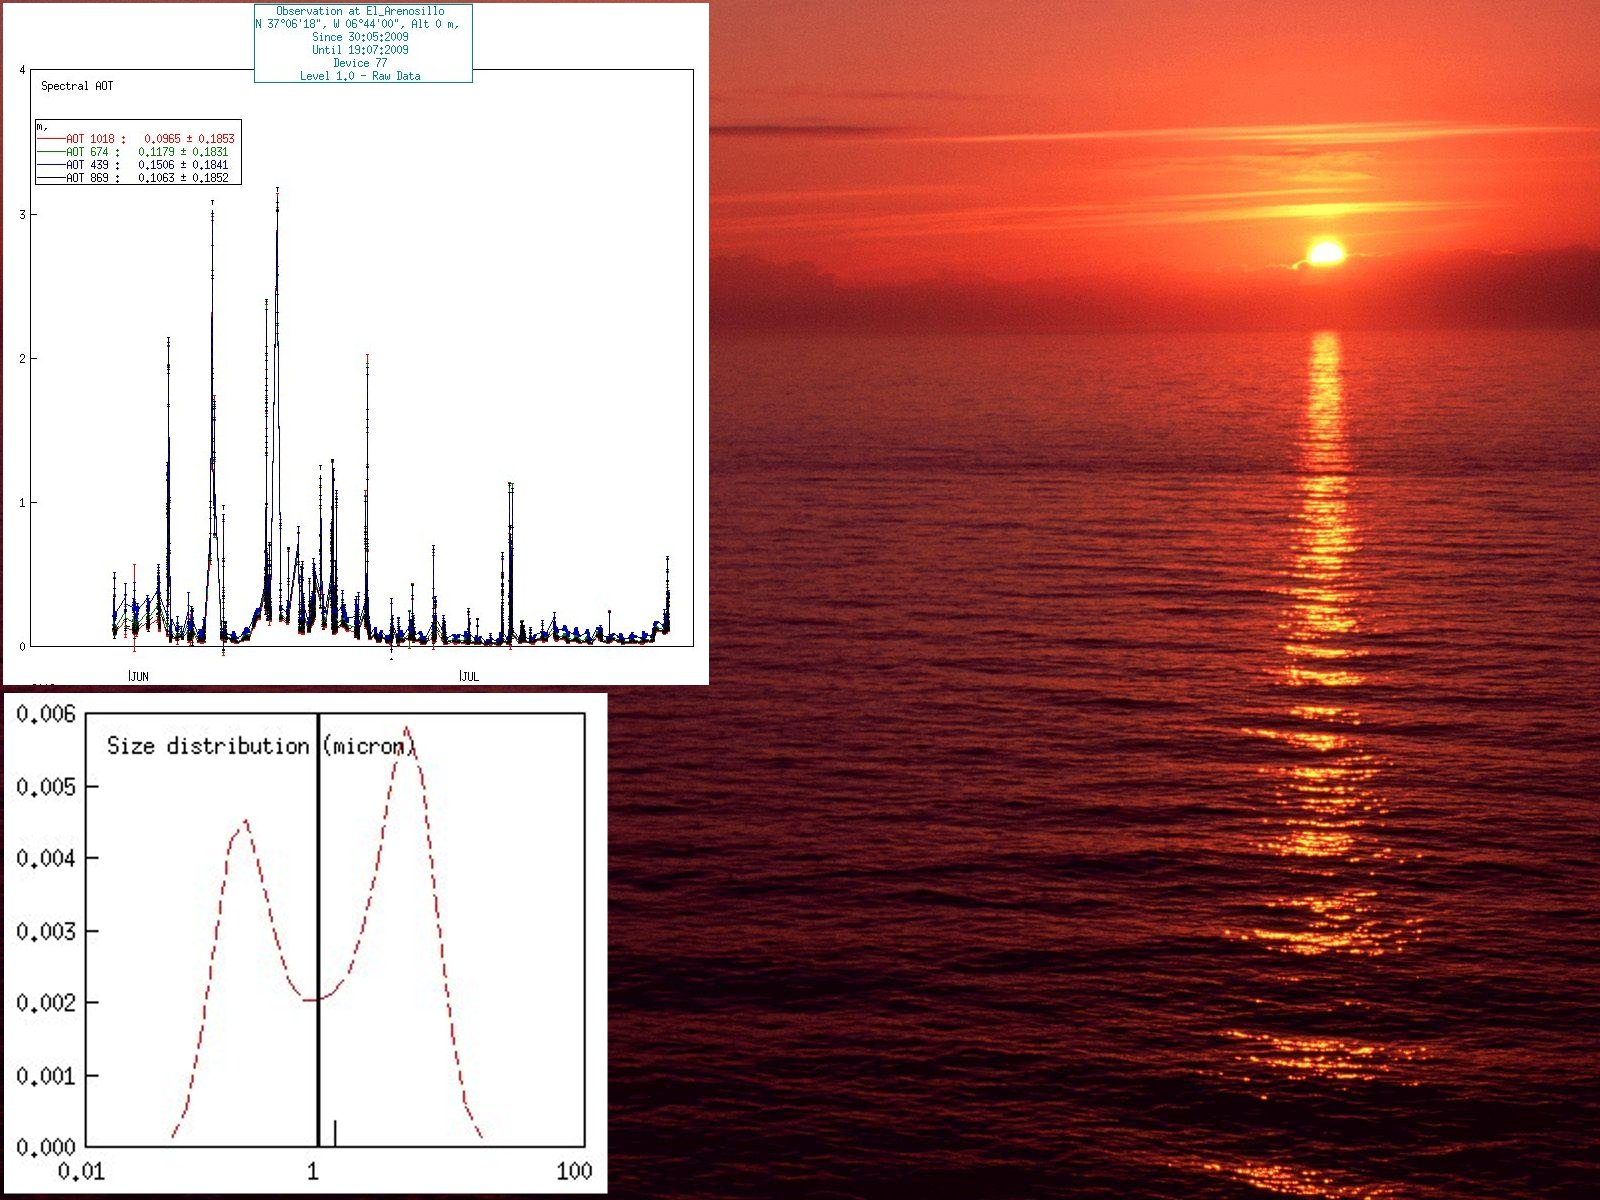 Observation at El_Arenosillo
N 37°06'18", W 06°44'00", Alt 0 m,
Since 30:05:2009
Until 19:07:2009
Device 77
Level 1.0 - Raw Data
4
Spectral AOT
m,
AOT 1018 : 0.0965 ± 0.1853
AOT 674 : 0.1179 ± 0.1831
AOT 439 : 0.1506 ± 0.1841
AOT 869 : 0.1063 ± 0.1852
3
2
1
0
JUN JUL
0.006
Size distribution (micron)
0.005
0.004
0.003
0.002
0.001
0.000
0.01 1 100